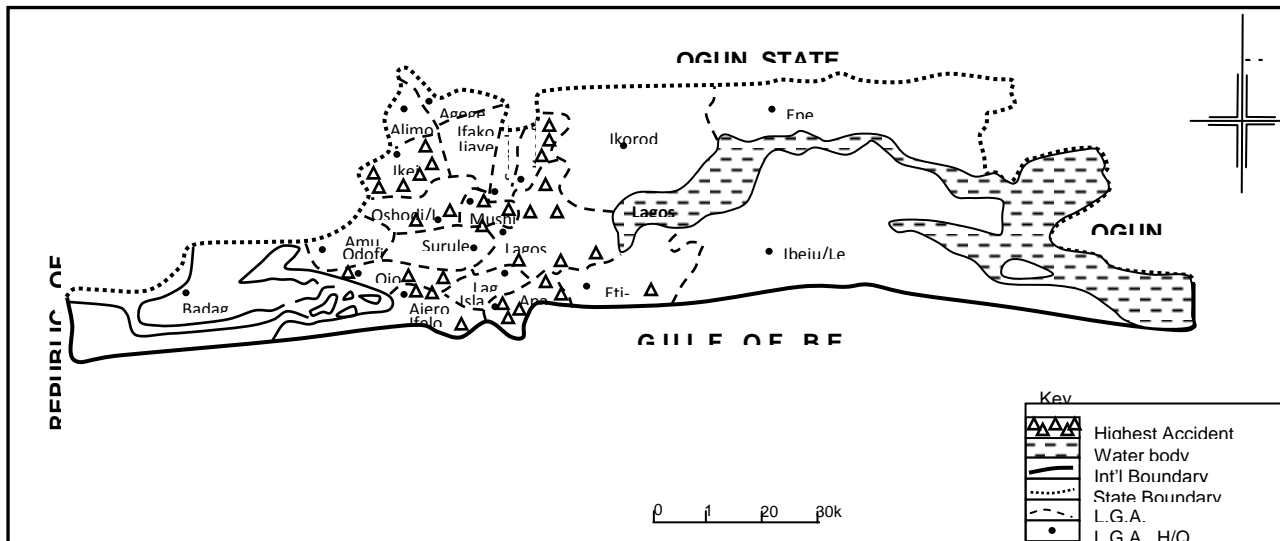 OGUN STATE
Agege
Alimo
Ifako
Ijaye
Ikorod
Epe
Ikej
Oshodi/I
Mushi
Lagos
OGUN
Amu
Odofi
Surule
Lagos
Ibeju/Le
REPUBLIC OF
Ojo
Lag
Isla
Apa
Eti-
Badag
Ajero
Ifelo
GULF OF BE
Key
Highest Accident
Water body
Int'l Boundary
State Boundary
L.G.A.
L.G.A. H/Q
0 1 20 30k